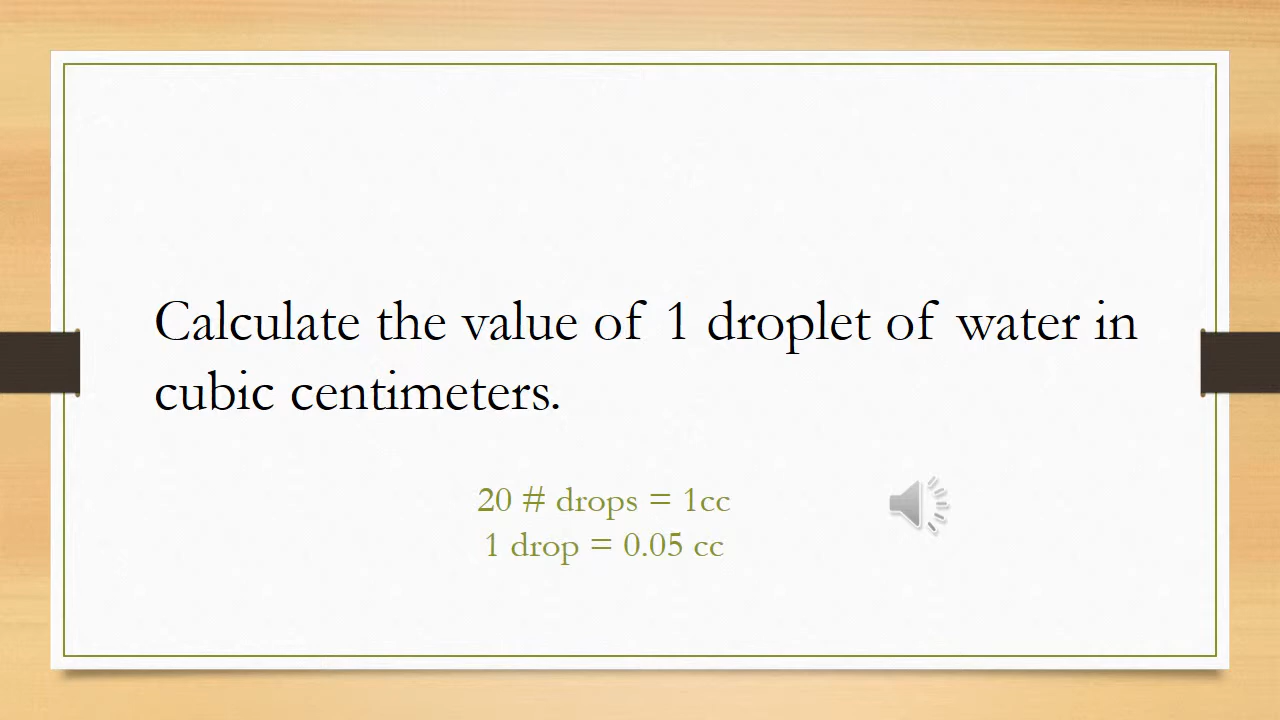 Calculate the value of 1 droplet of water in
cubic centimeters.
20 # drops = 1cc
1 drop = 0.05 cc